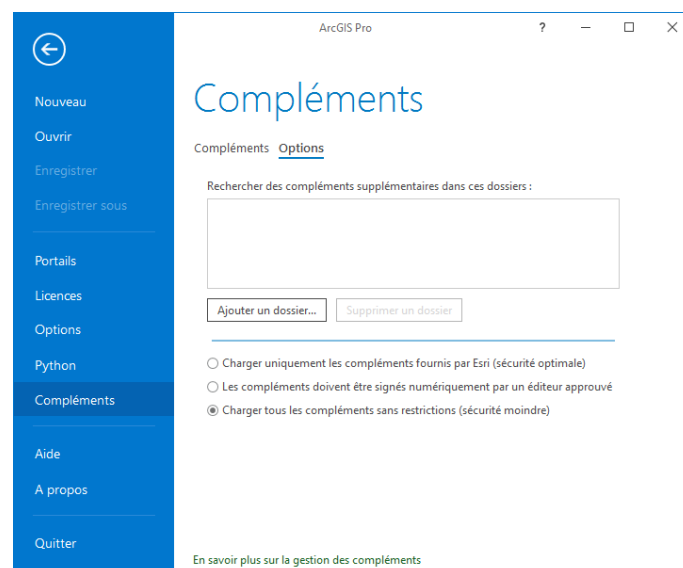 ArcGIS Pro
?
Compléments
Compléments Options
Rechercher des compléments supplémentaires dans ces dossiers :
Ajouter un dossier... Supprimer un dossier
Charger uniquement les compléments fournis par Esri (sécurité optimale)
Les compléments doivent être signés numériquement par un éditeur approuvé
Charger tous les compléments sans restrictions (sécurité moindre)
En savoir plus sur la gestion des compléments
Nouveau
Ouvrir
Enregistrer
Enregistrer sous
Portails
Licences
Options
Python
Compléments
Aide
A propos
Quitter